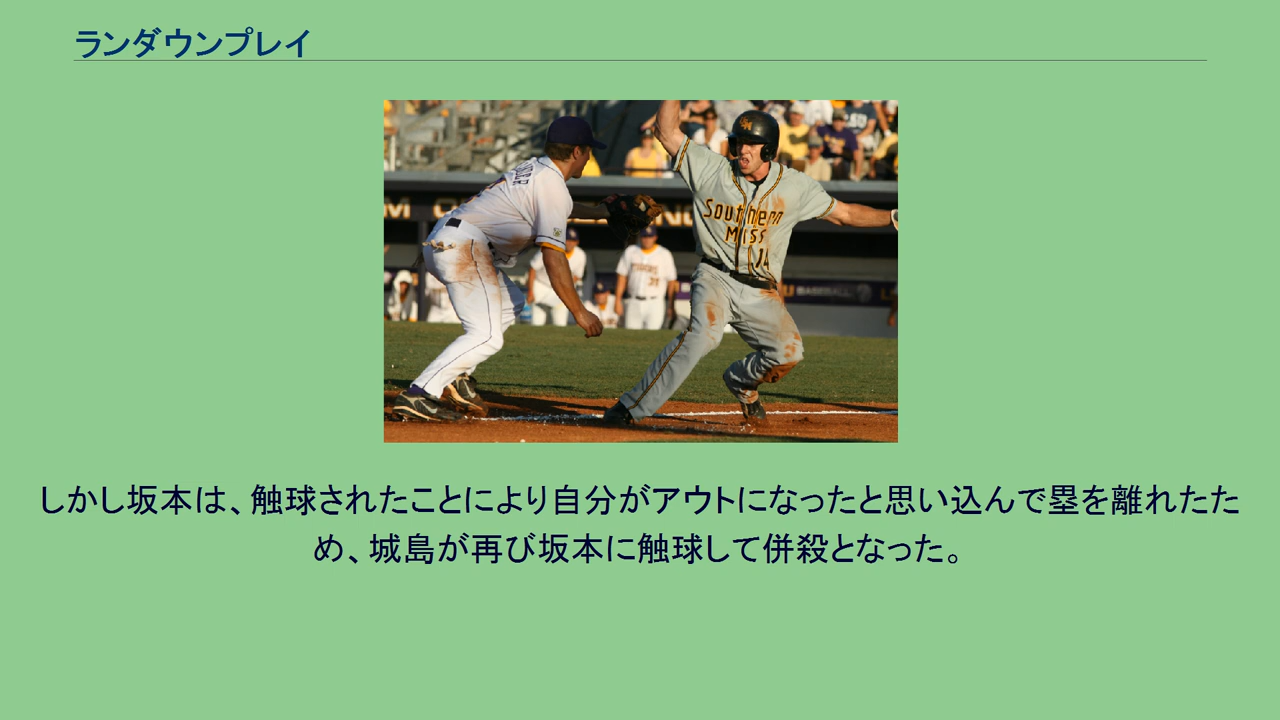 ランダウンプレイ
Southern
Miss
14
BASEBALL
しかし坂本は、触球されたことにより自分がアウトになったと思い込んで塁を離れたた
め、城島が再び坂本に触球して併殺となった。